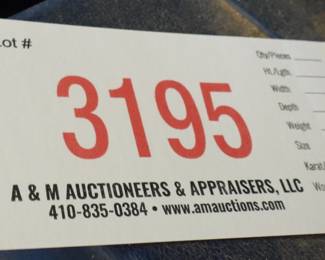 Lot #
3195
A & M AUCTIONEERS & APPRAISERS, LLC
410-835-0384 • www.amauctions.com
Qty/Pieces
Ht./Lgth.
Width
Depth
Weight
Size
Karat/